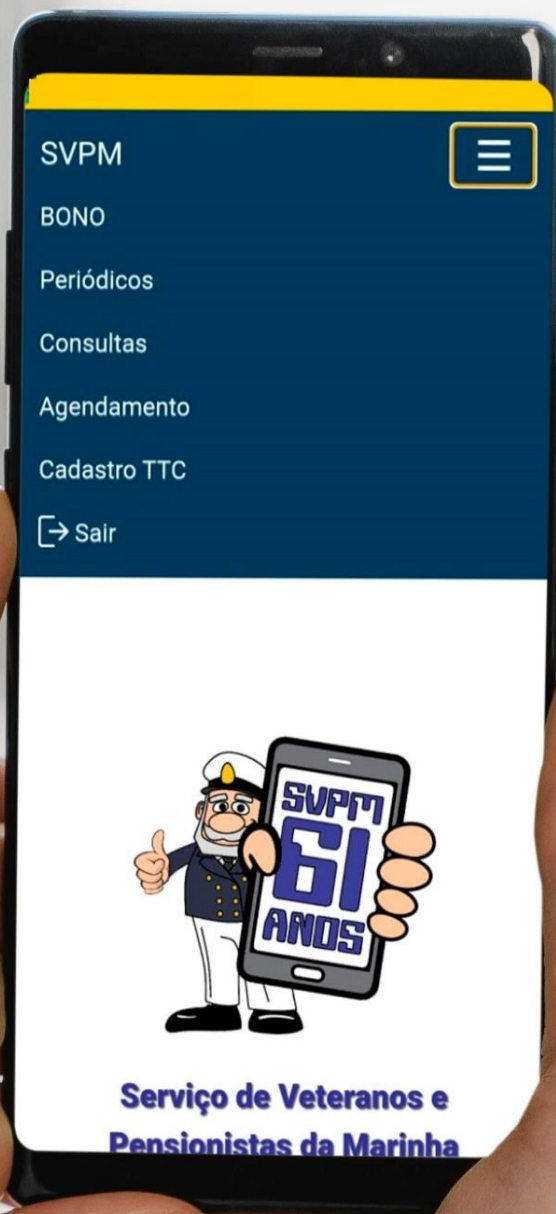 SVPM
BONO
Periódicos
Consultas
Agendamento
Cadastro TTC
Sair
SVPM
61
ANOS
Serviço de Veteranos e
Pensionistas da Marinha